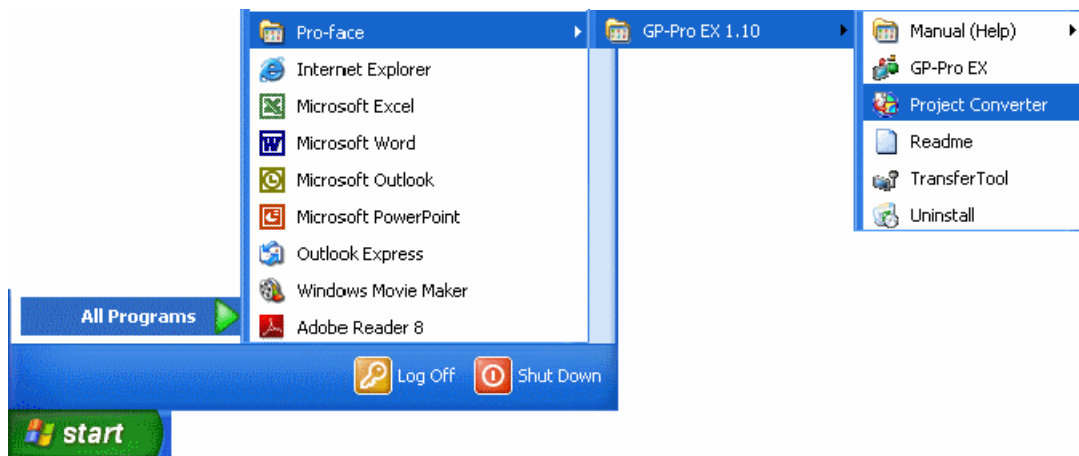 Pro-face
Internet Explorer
Microsoft Excel
Microsoft Word
Microsoft Outlook
Microsoft PowerPoint
Outlook Express
Windows Movie Maker
Adobe Reader 8
GP-Pro EX 1.10
Manual (Help)
GP-Pro EX
Project Converter
Readme
TransferTool
Uninstall
All Programs
Log Off
Shut Down
start